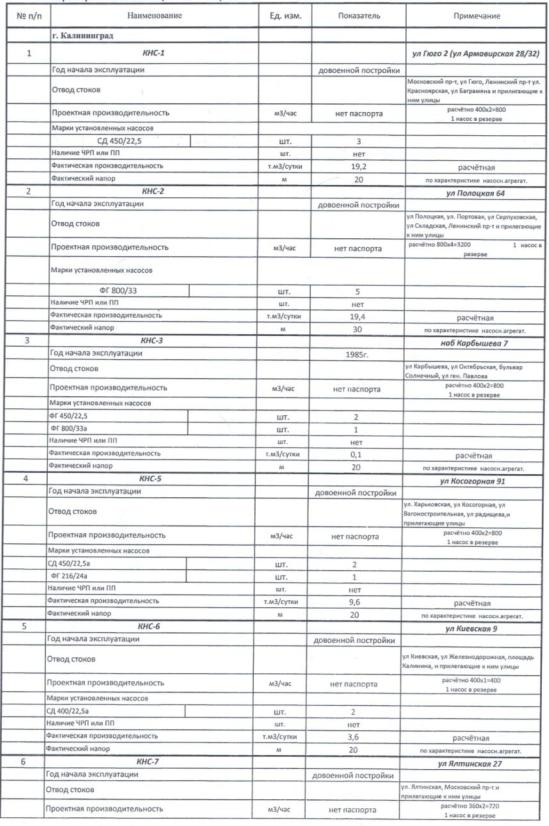 № п/п Наименование Ед. изм. Показатель Примечание
г. Калининград
1 КНС-1 ул Гюго 2 (ул Армавирская 28/32)
Год начала эксплуатации довоенной постройки
Отвод стоков Московский пр-т, ул Гюго, Ленинский пр-т ул.
Красноярская, ул Баграмяна и прилигающие к
ним улицы
Проектная производительность м3/час нет паспорта расчётно 400х2=800
1 насос в резерве
Марки установленных насосов
СД 450/22,5 шт. 3
Наличие ЧРП или ПП шт. нет
Фактическая производительность т.м3/сутки 19,2 расчётная
Фактический напор м 20 по характеристике насосн.агрегат.
2 КНС-2 ул Полоцкая 64
Год начала эксплуатации довоенной постройки
Отвод стоков ул Полоцкая, ул. Портовая, ул Серпуховская,
ул Складская, Ленинский пр-т и прилегающие
к ним улицы
Проектная производительность м3/час нет паспорта расчётно 800х4=3200 1 насос в
резерве
Марки установленных насосов
ФГ 800/33 шт. 5
Наличие ЧРП или ПП шт. нет
Фактическая производительность т.м3/сутки 19,4 расчётная
Фактический напор м 30 по характеристике насосн.агрегат.
3 КНС-3 наб Карбышева 7
Год начала эксплуатации 1985г.
Отвод стоков ул Карбышева, ул Октябрьская, бульвар
Солнечный, ул ген. Павлова
Проектная производительность м3/час нет паспорта расчётно 400х2=800
1 насос в резерве
Марки установленных насосов
ФГ 450/22,5 шт. 2
ФГ 800/33а шт. 1
Наличие ЧРП или ПП шт. нет
Фактическая производительность т.м3/сутки 0,1 расчётная
Фактический напор м 20 по характеристике насосн.агрегат.
4 КНС-5 ул Косогорная 91
Год начала эксплуатации довоенной постройки
Отвод стоков ул. Харьковская, ул Косогорная, ул
Вагоностроительная, ул радищева,и
прилегающие улицы
Проектная производительность м3/час нет паспорта расчётно 400х2=800
1 насос в резерве
Марки установленных насосов
СД 450/22,5а шт. 2
ФГ 216/24а шт. 1
Наличие ЧРП или ПП шт. нет
Фактическая производительность т.м3/сутки 9,6 расчётная
Фактический напор м 20 по характеристике насосн.агрегат.
5 КНС-6 ул Киевская 9
Год начала эксплуатации довоенной постройки
Отвод стоков ул Киевская, ул Железнодорожная, площадь
Калинина, и прилегающие к ним улицы
Проектная производительность м3/час нет паспорта расчётно 400х1=400
1 насос в резерве
Марки установленных насосов
СД 400/22,5а шт. 2
Наличие ЧРП или ПП шт. нет
Фактическая производительность т.м3/сутки 3,6 расчётная
Фактический напор м 20 по характеристике насосн.агрегат.
6 КНС-7 ул Ялтинская 27
Год начала эксплуатации довоенной постройки
Отвод стоков ул. Ялтинская, Московский пр-т и
прилегающие к ним улицы
Проектная производительность м3/час нет паспорта расчётно 360х2=720
1 насос в резерве